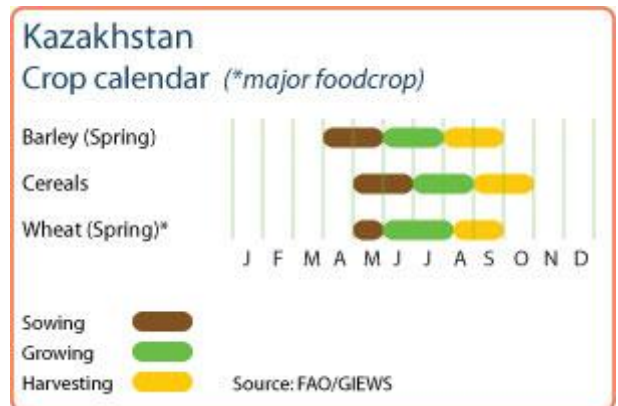 Kazakhstan
Crop calendar (*major foodcrop)
Barley (Spring)
Cereals
Wheat (Spring)*
J F M A M J J A S O N D
Sowing
Growing
Harvesting
Source: FAO/GIEWS